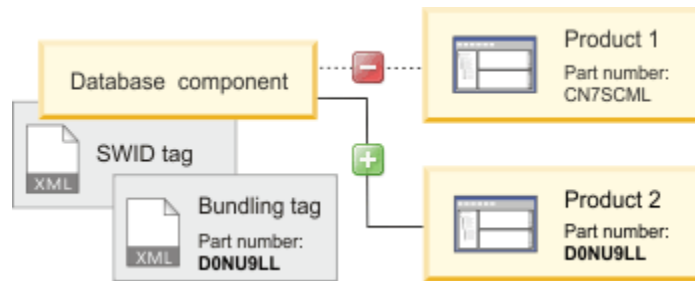 Database component
SWID tag
XML
Bundling tag
Part number:
D0NU9LL
XML
Product 1
Part number:
CN7SCML
Product 2
Part number:
D0NU9LL